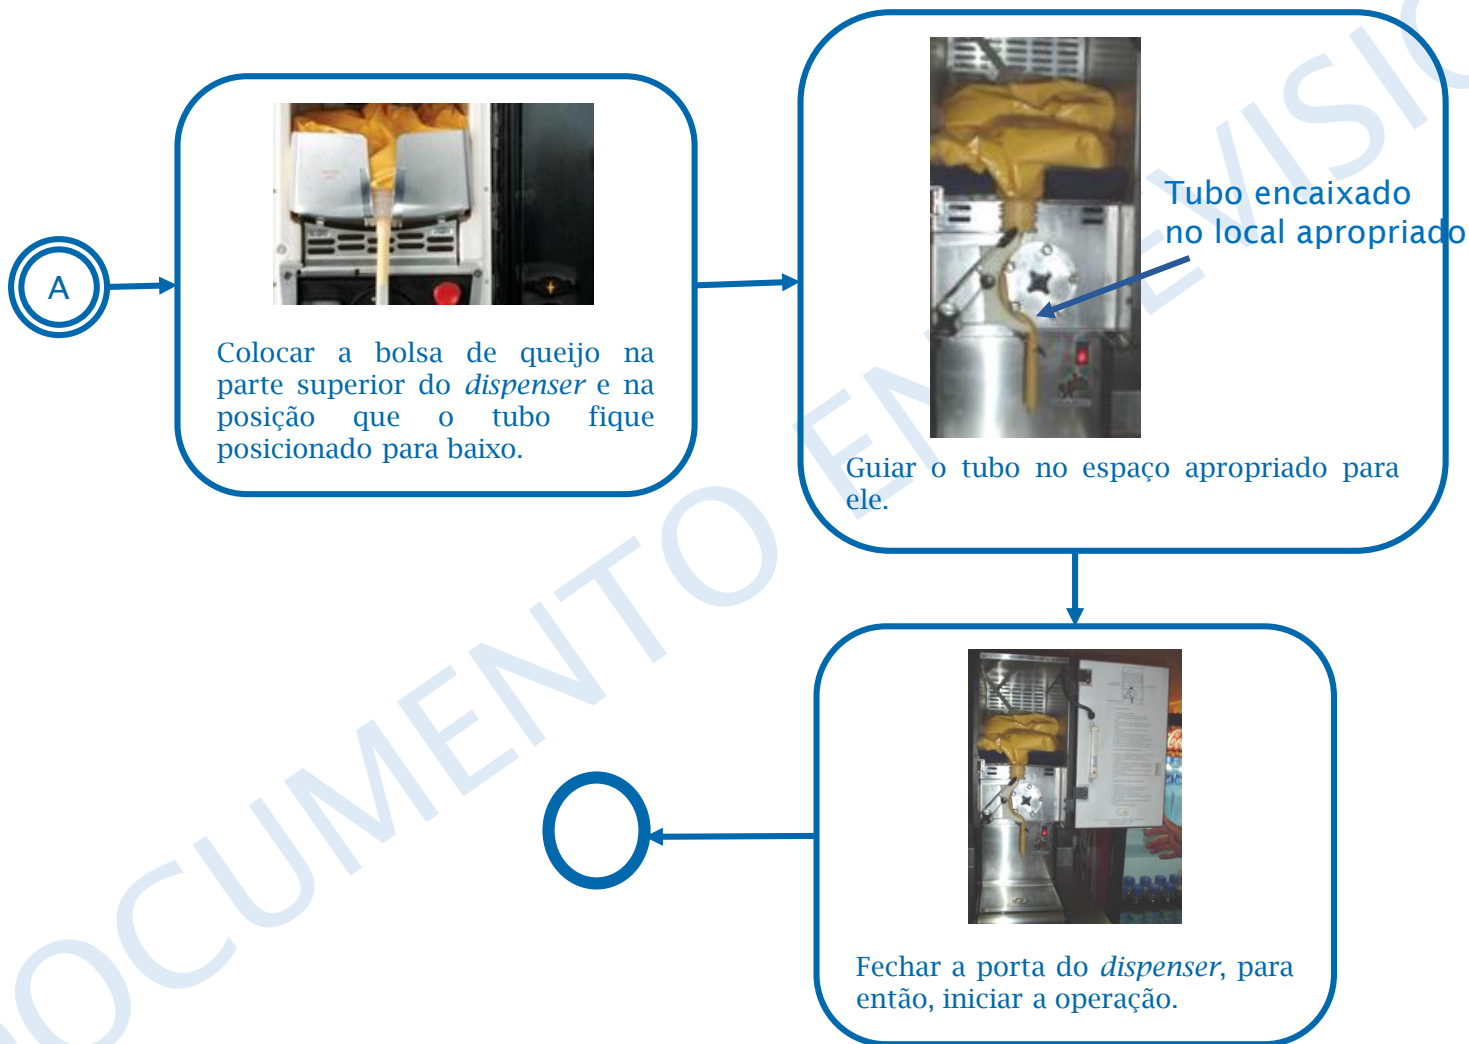 A
Colocar a bolsa de queijo na
parte superior do dispenser e na
posição que o tubo fique
posicionado para baixo.
Tubo encaixado
no local apropriado
Guiar o tubo no espaço apropriado para
ele.
Fechar a porta do dispenser, para
então, iniciar a operação.
DOCUMENTO EM REVISIO